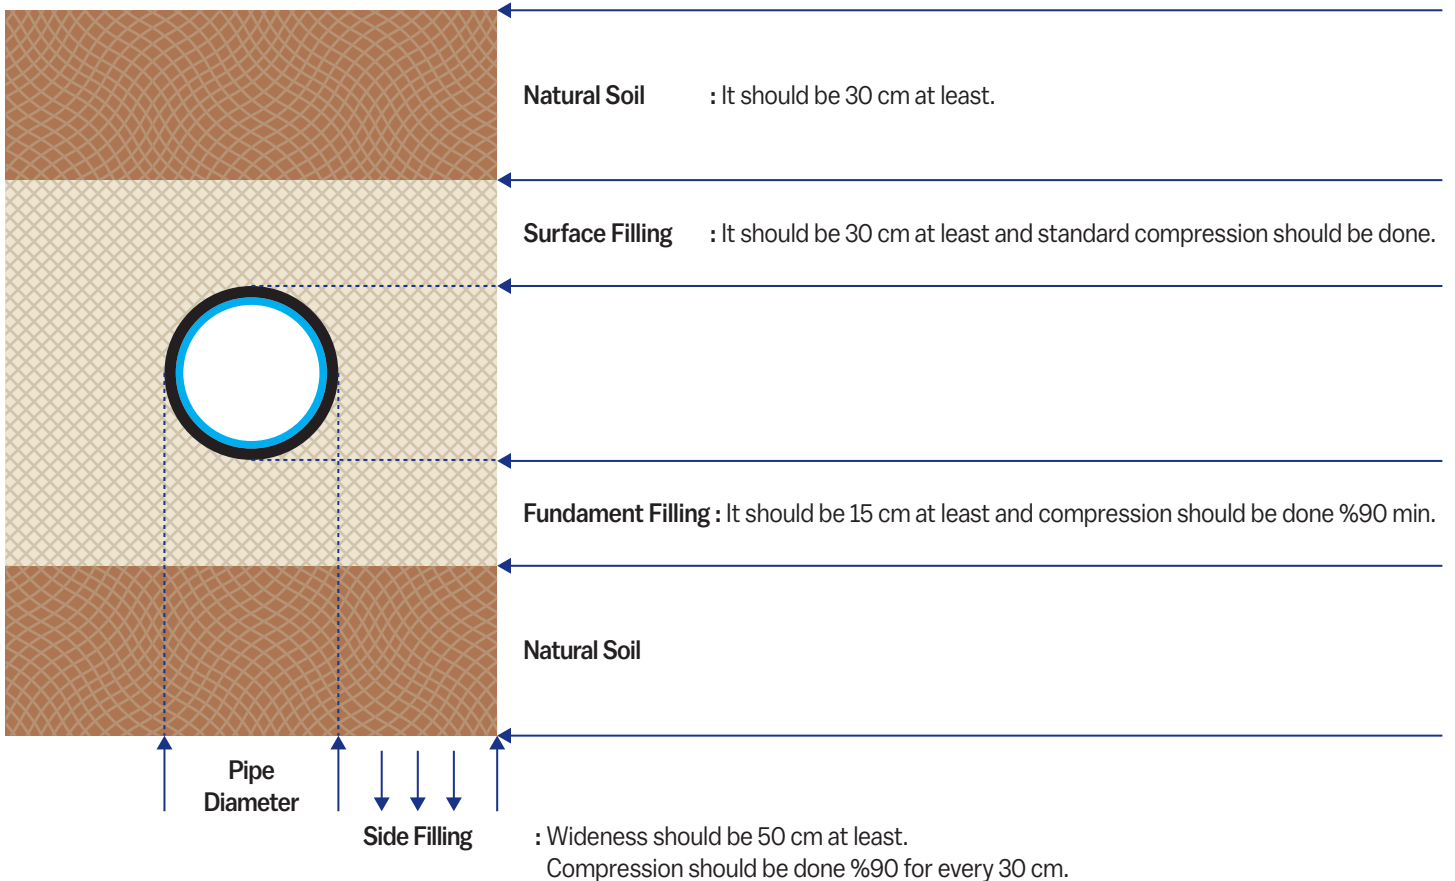 Natural Soil : It should be 30 cm at least.
Surface Filling : It should be 30 cm at least and standard compression should be done.
Fundament Filling : It should be 15 cm at least and compression should be done %90 min.
Natural Soil
Pipe
Diameter
Side Filling : Wideness should be 50 cm at least.
Compression should be done %90 for every 30 cm.